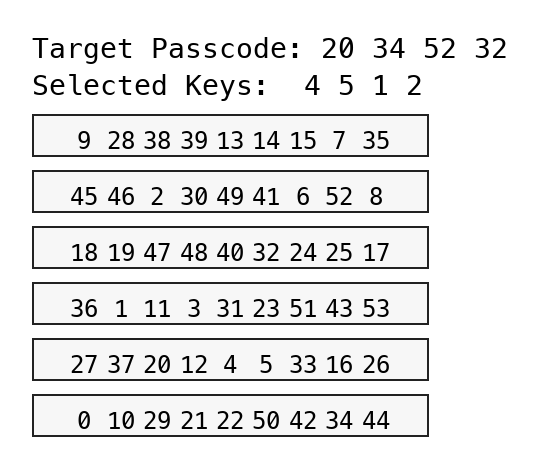 Target Passcode: 20 34 52 32
Selected Keys: 4 5 1 2
9 28 38 39 13 14 15 7 35
45 46 2 30 49 41 6 52 8
18 19 47 48 40 32 24 25 17
36 1 11 3 31 23 51 43 53
27 37 20 12 4 5 33 16 26
0 10 29 21 22 50 42 34 44